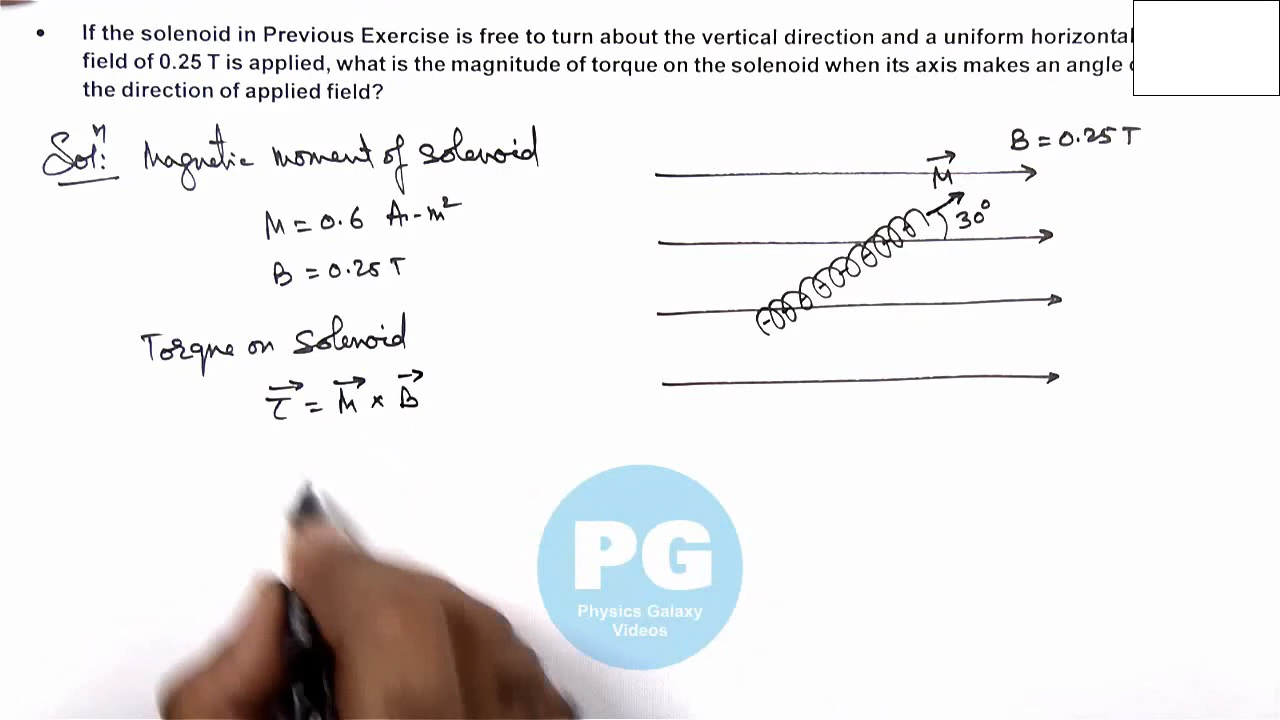 • If the solenoid in Previous Exercise is free to turn about the vertical direction and a uniform horizontal
field of 0.25 T is applied, what is the magnitude of torque on the solenoid when its axis makes an angle
the direction of applied field?
Solⁿ: Magnetic moment of solenoid
M = 0.6 A-m²
B = 0.25 T
Torque on Solenoid
τ⃗ = M⃗ × B⃗
B = 0.25 T
M⃗
30°
PG
Physics Galaxy
Videos